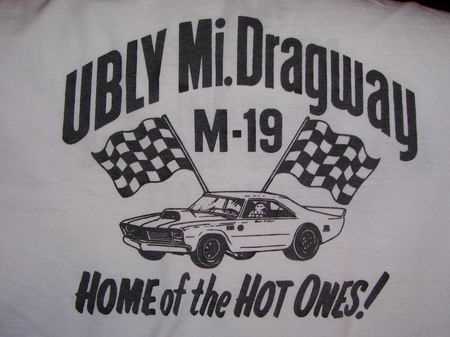 UBLY Mi. Dragway
M-19
HOME of the HOT ONES!